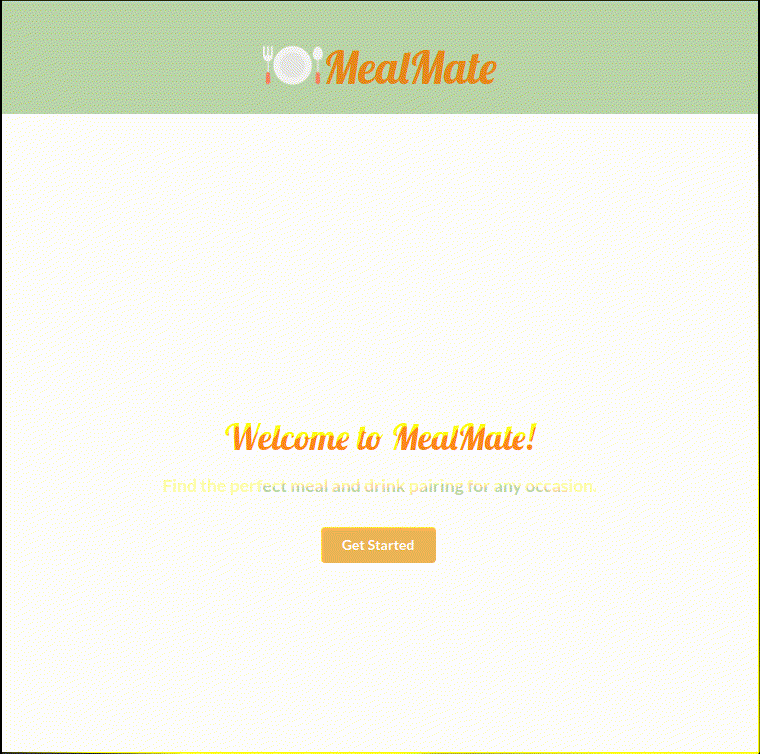 MealMate
Welcome to MealMate!
Find the perfect meal and drink pairing for any occasion.
Get Started